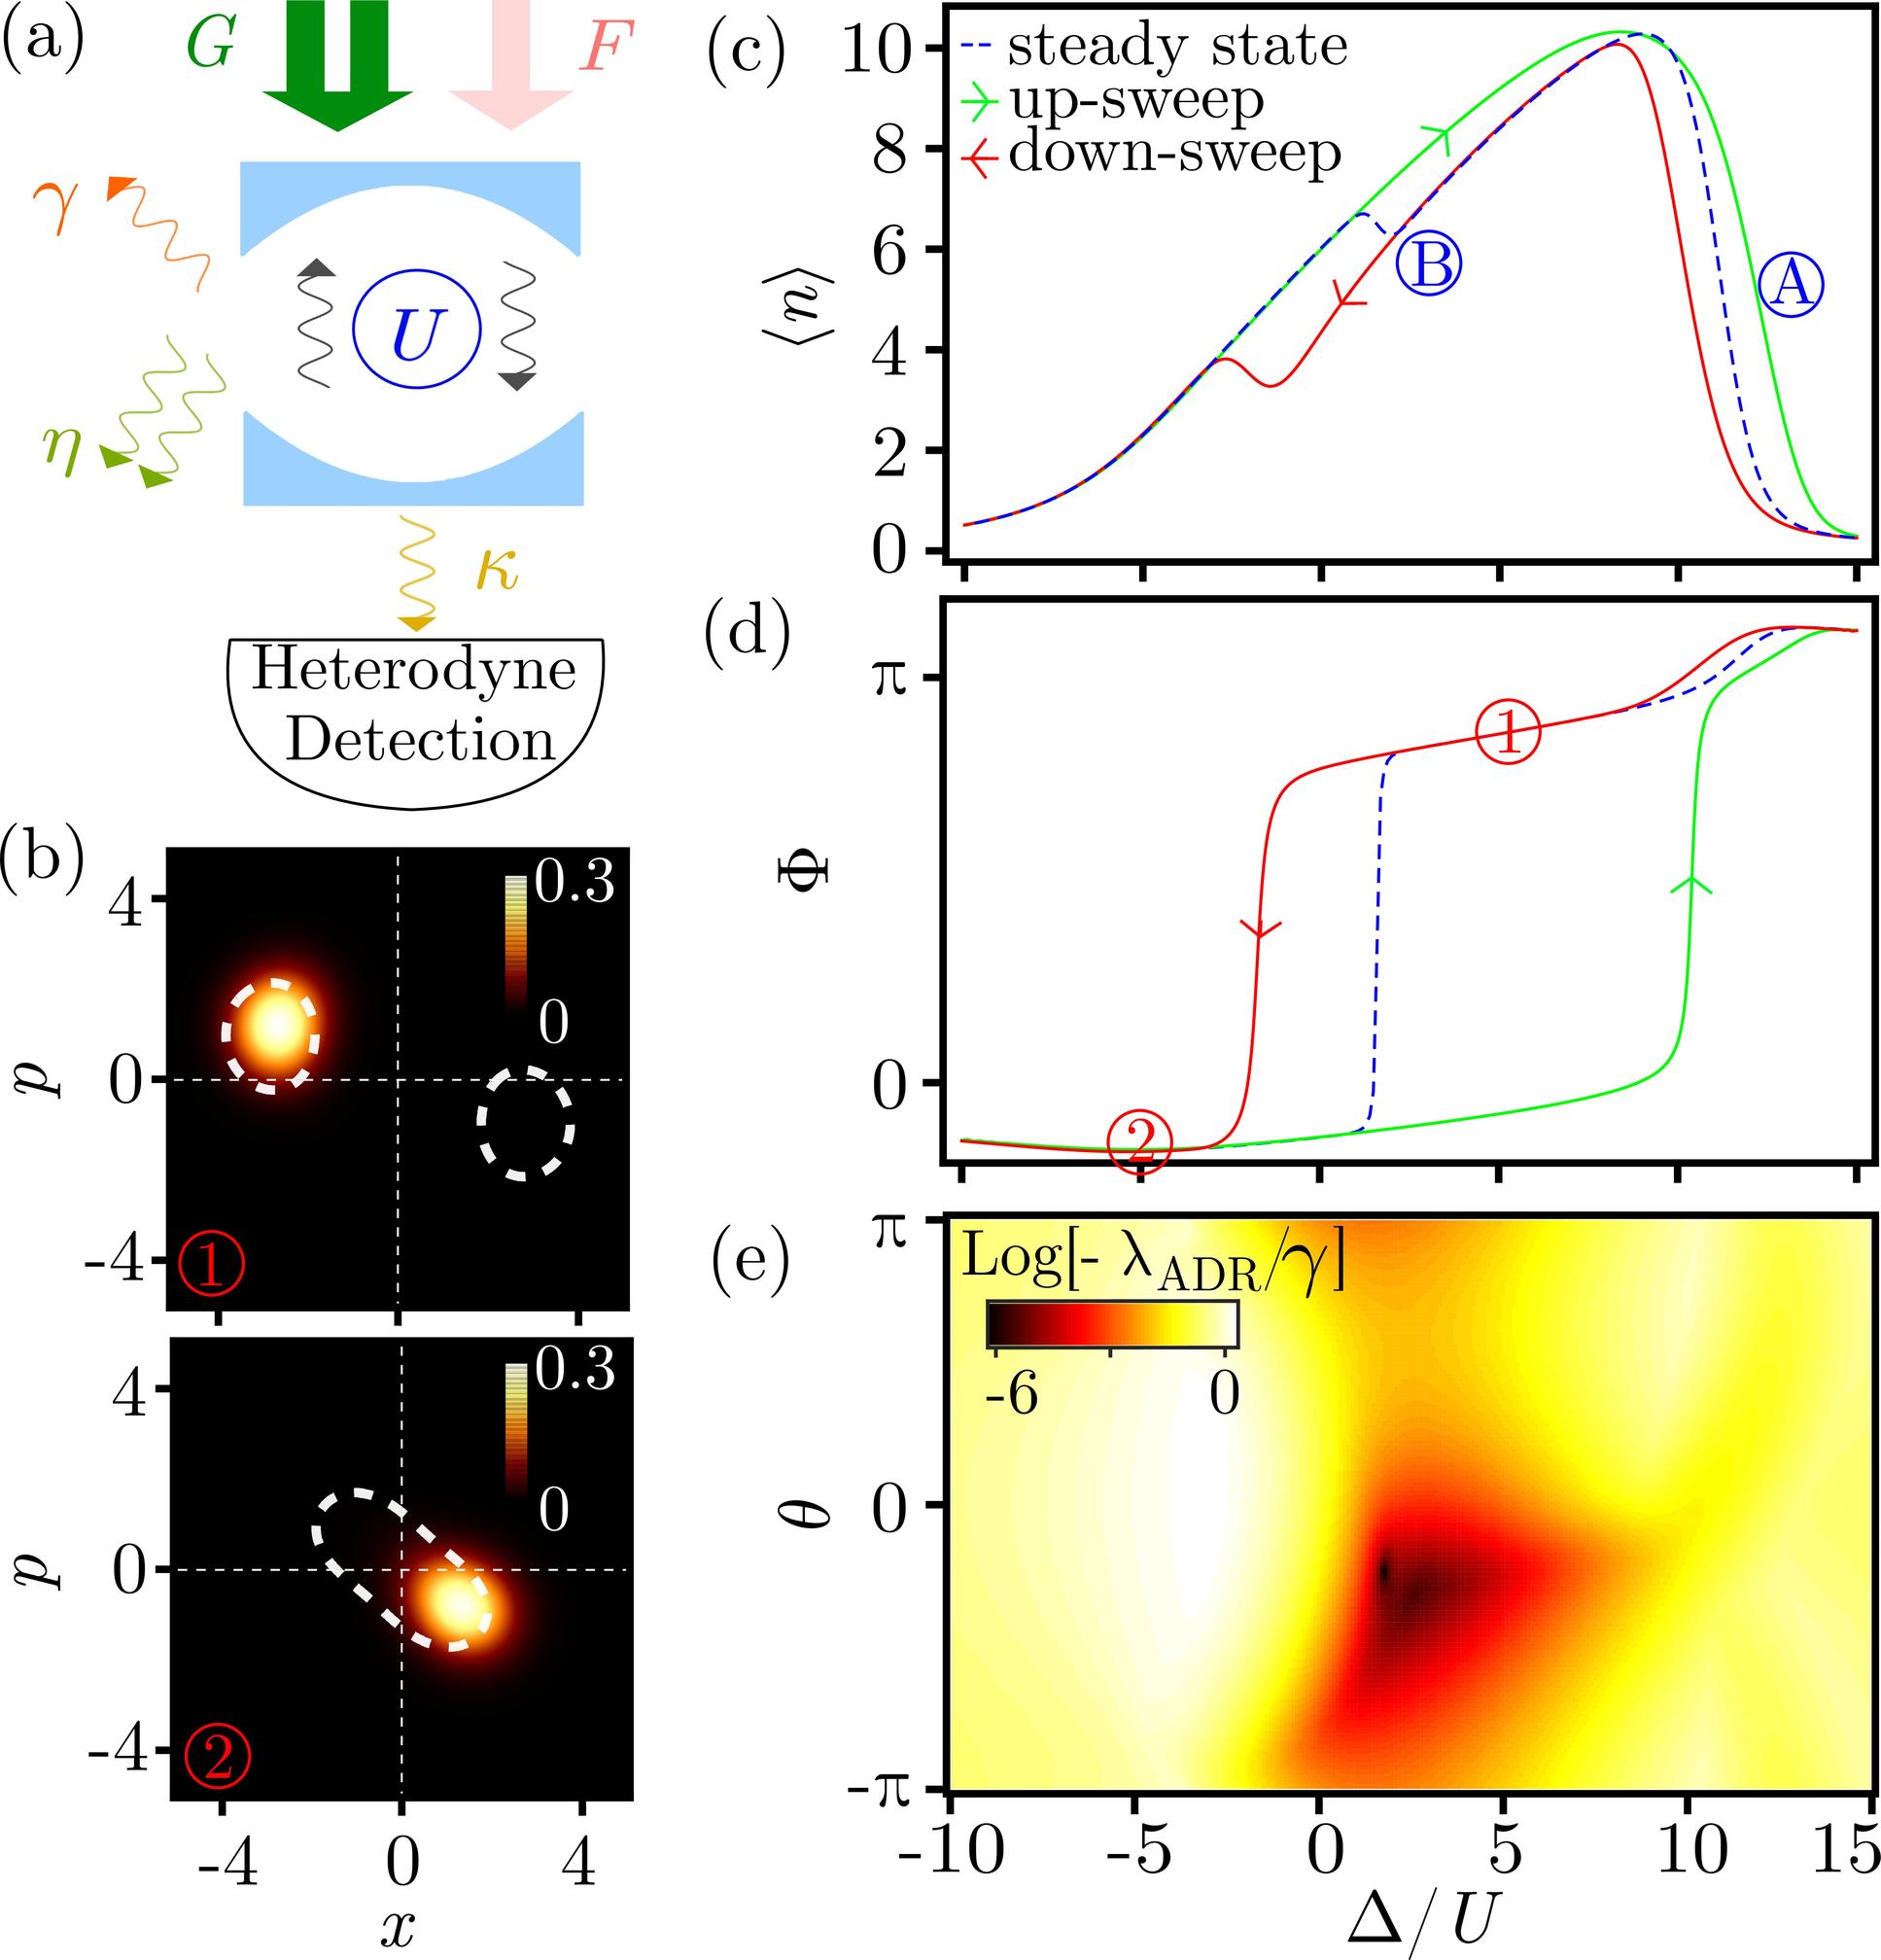 (a)
G
F
γ
U
η
κ
Heterodyne
Detection
(b)
4
0
-4
p
0.3
0
①
4
0
-4
p
0.3
0
②
-4 0 4
x
(c)
10
8
6
4
2
0
⟨n⟩
steady state
up-sweep
down-sweep
Ⓑ
Ⓐ
(d)
π
0
Φ
①
②
(e)
π
0
-π
θ
Log[- λ_ADR/γ]
-6 0
-10 -5 0 5 10 15
Δ/U